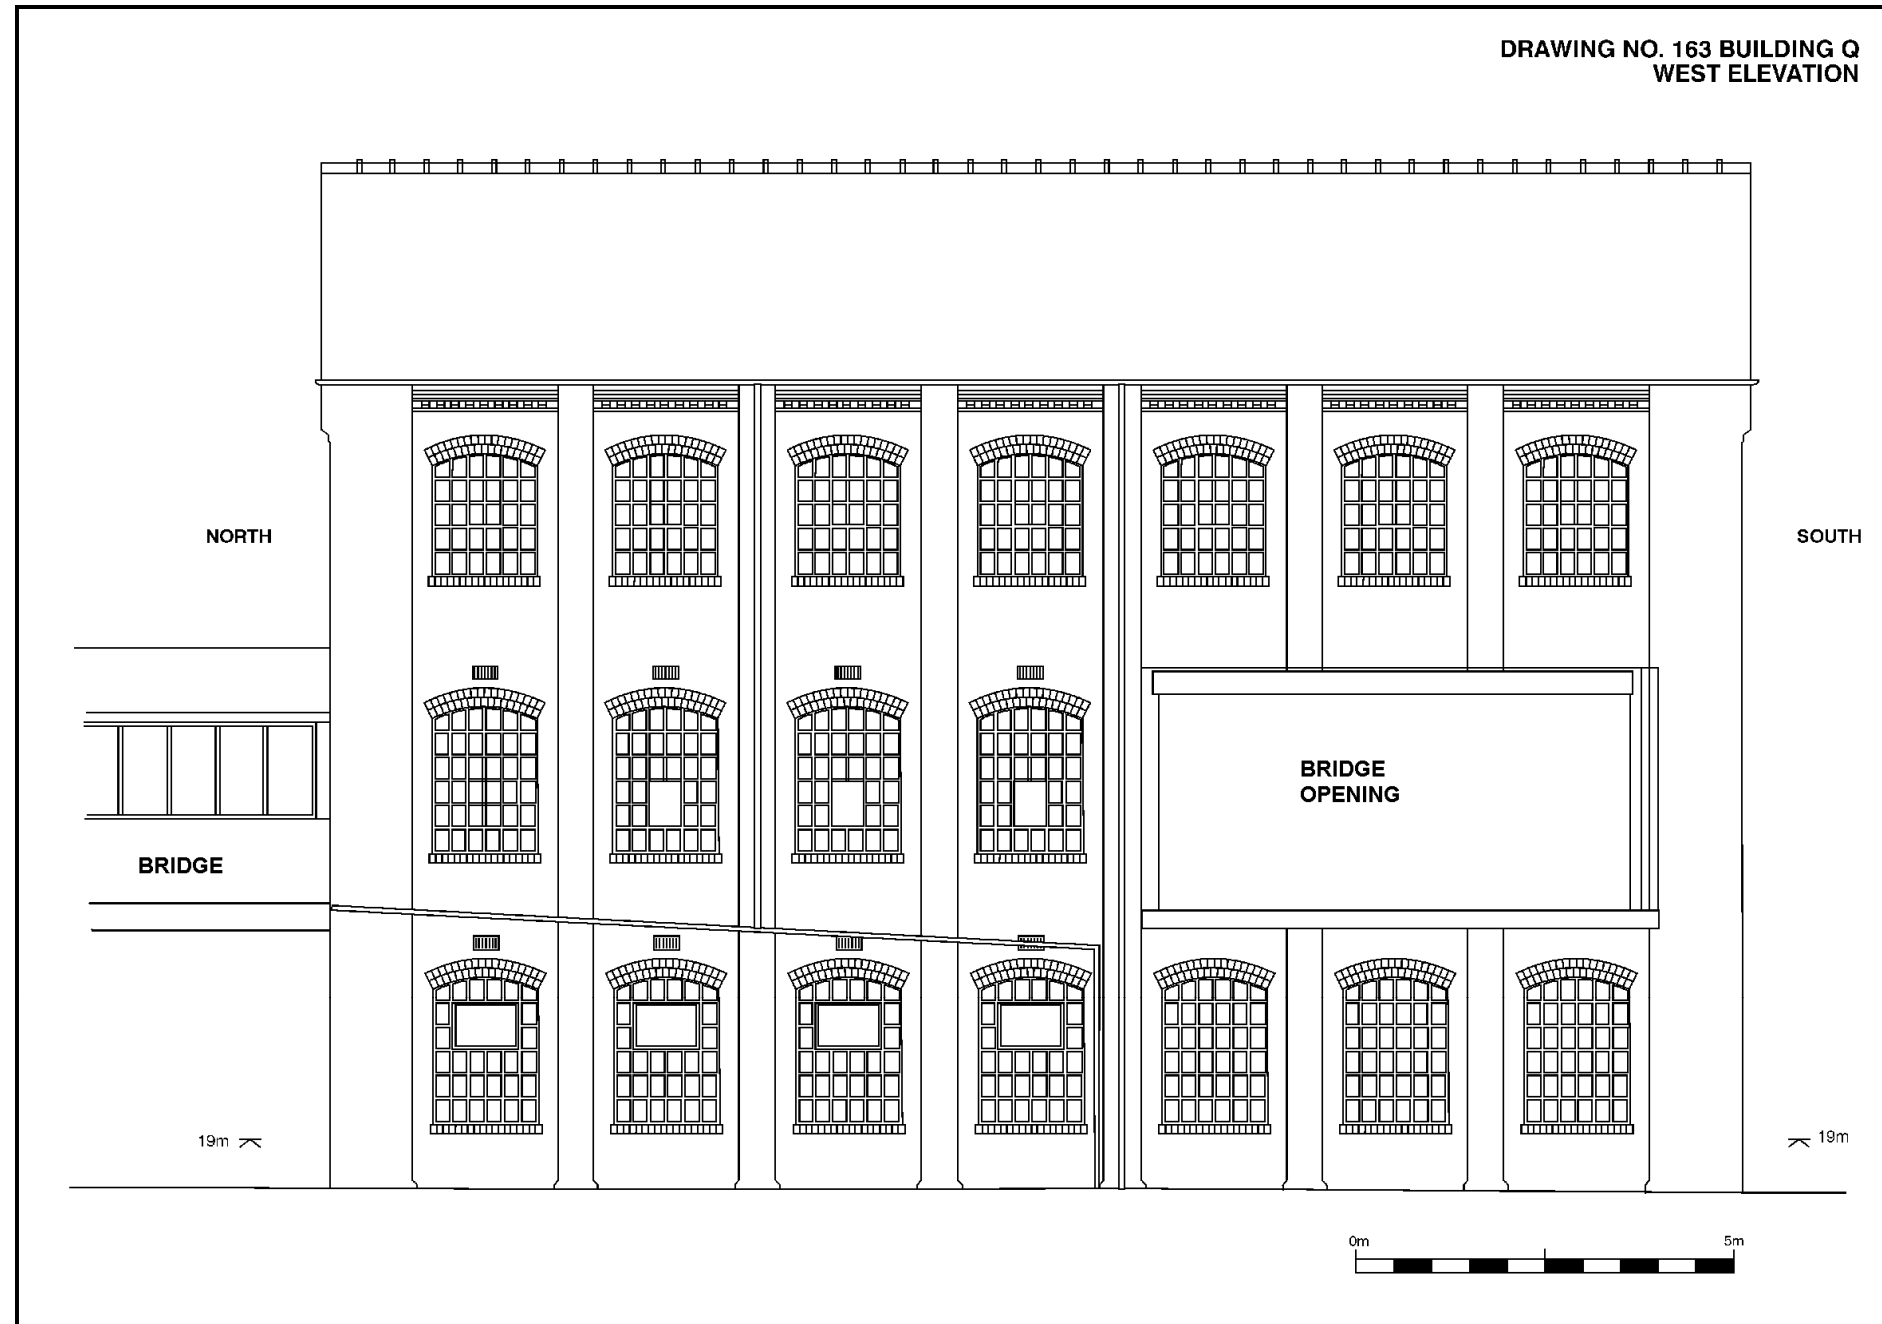 DRAWING NO. 163 BUILDING Q
WEST ELEVATION
NORTH
SOUTH
BRIDGE
OPENING
BRIDGE
19m
19m
0m
5m